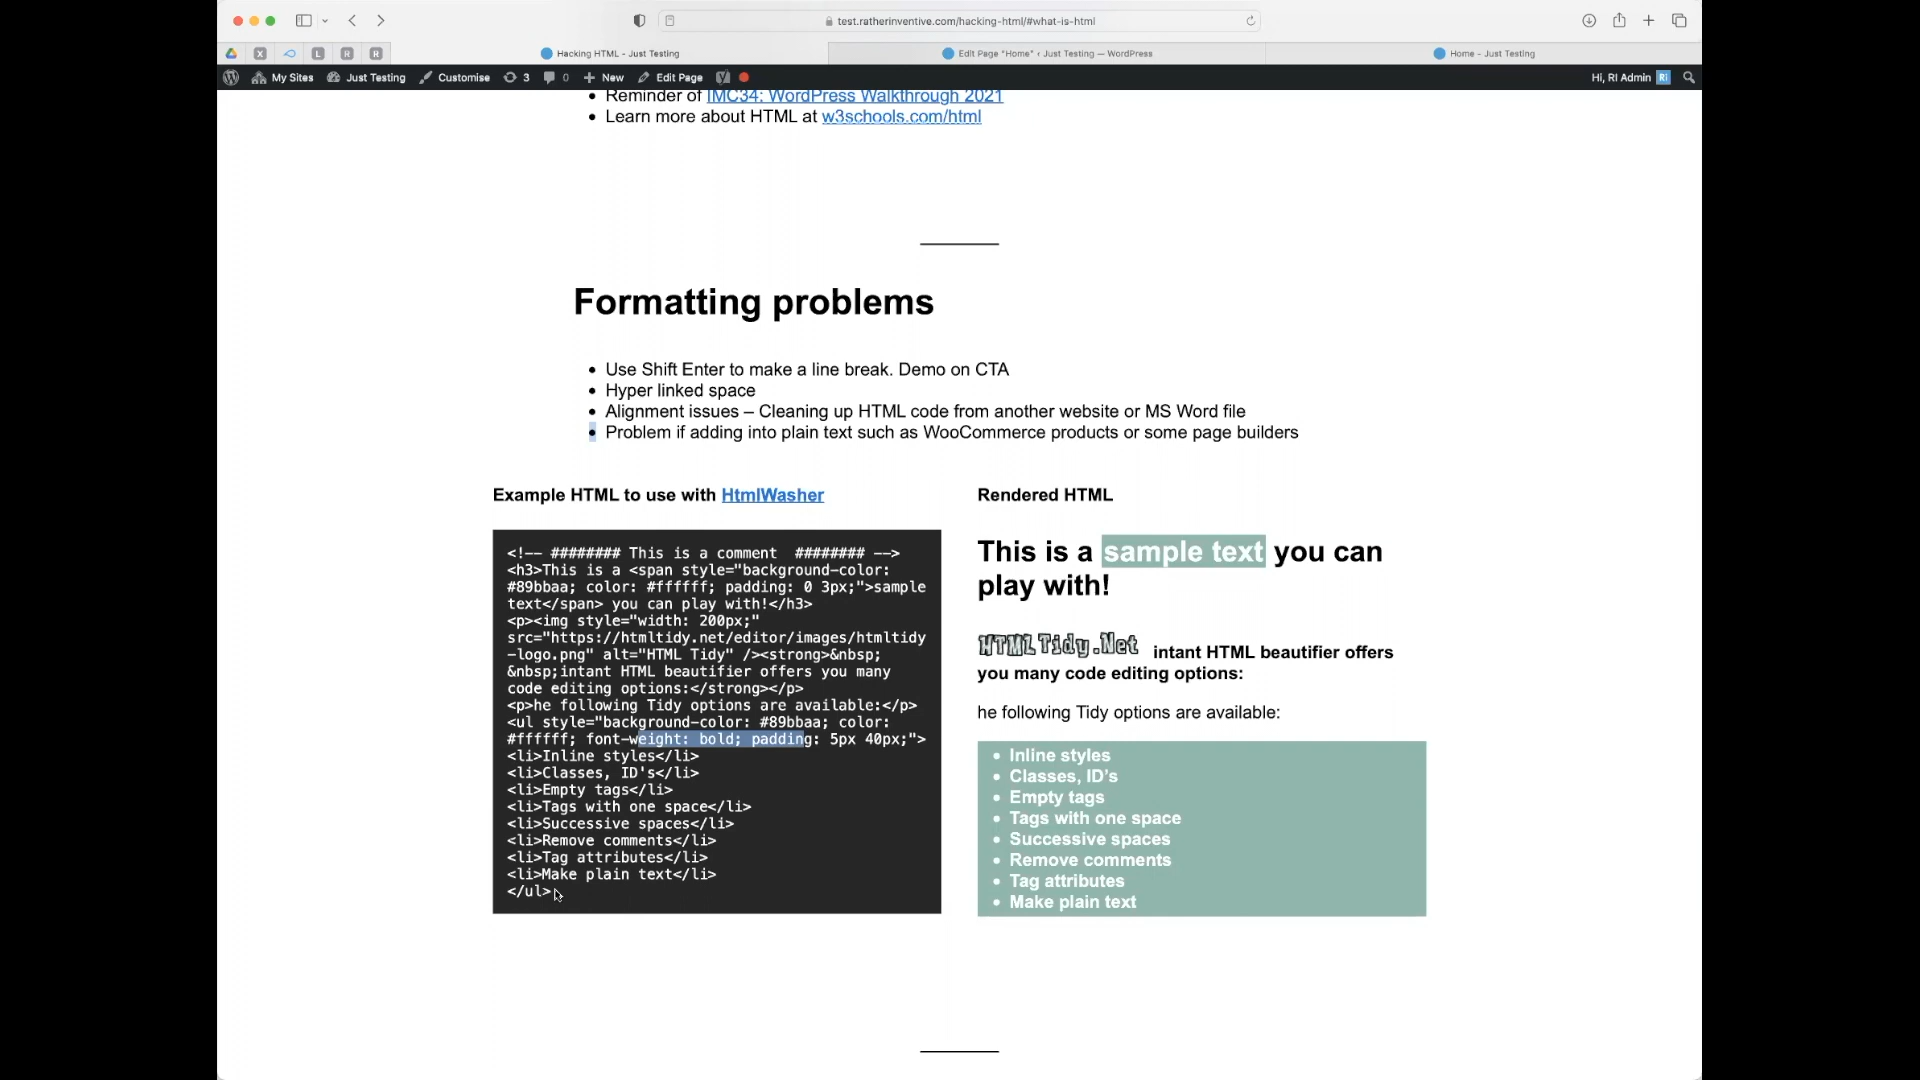 test.ratherinventive.com/hacking-html/#what-is-html
X L R R Hacking HTML - Just Testing Edit Page "Home" ‹ Just Testing — WordPress Home - Just Testing
My Sites Just Testing Customise 3 0 New Edit Page Hi, RI Admin RI
• Reminder of IMC34: WordPress Walkthrough 2021
• Learn more about HTML at w3schools.com/html
Formatting problems
• Use Shift Enter to make a line break. Demo on CTA
• Hyper linked space
• Alignment issues – Cleaning up HTML code from another website or MS Word file
• Problem if adding into plain text such as WooCommerce products or some page builders
Example HTML to use with HtmlWasher
<!-- ######## This is a comment  ######## -->
<h3>This is a <span style="background-color:
#89bbaa; color: #ffffff; padding: 0 3px;">sample
text</span> you can play with!</h3>
<p><img style="width: 200px;"
src="https://htmltidy.net/editor/images/htmltidy
-logo.png" alt="HTML Tidy" /><strong>&nbsp;
&nbsp;intant HTML beautifier offers you many
code editing options:</strong></p>
<p>he following Tidy options are available:</p>
<ul style="background-color: #89bbaa; color:
#ffffff; font-weight: bold; padding: 5px 40px;">
<li>Inline styles</li>
<li>Classes, ID's</li>
<li>Empty tags</li>
<li>Tags with one space</li>
<li>Successive spaces</li>
<li>Remove comments</li>
<li>Tag attributes</li>
<li>Make plain text</li>
</ul>
Rendered HTML
This is a sample text you can
play with!
HTMLTidy.Net intant HTML beautifier offers
you many code editing options:
he following Tidy options are available:
• Inline styles
• Classes, ID’s
• Empty tags
• Tags with one space
• Successive spaces
• Remove comments
• Tag attributes
• Make plain text